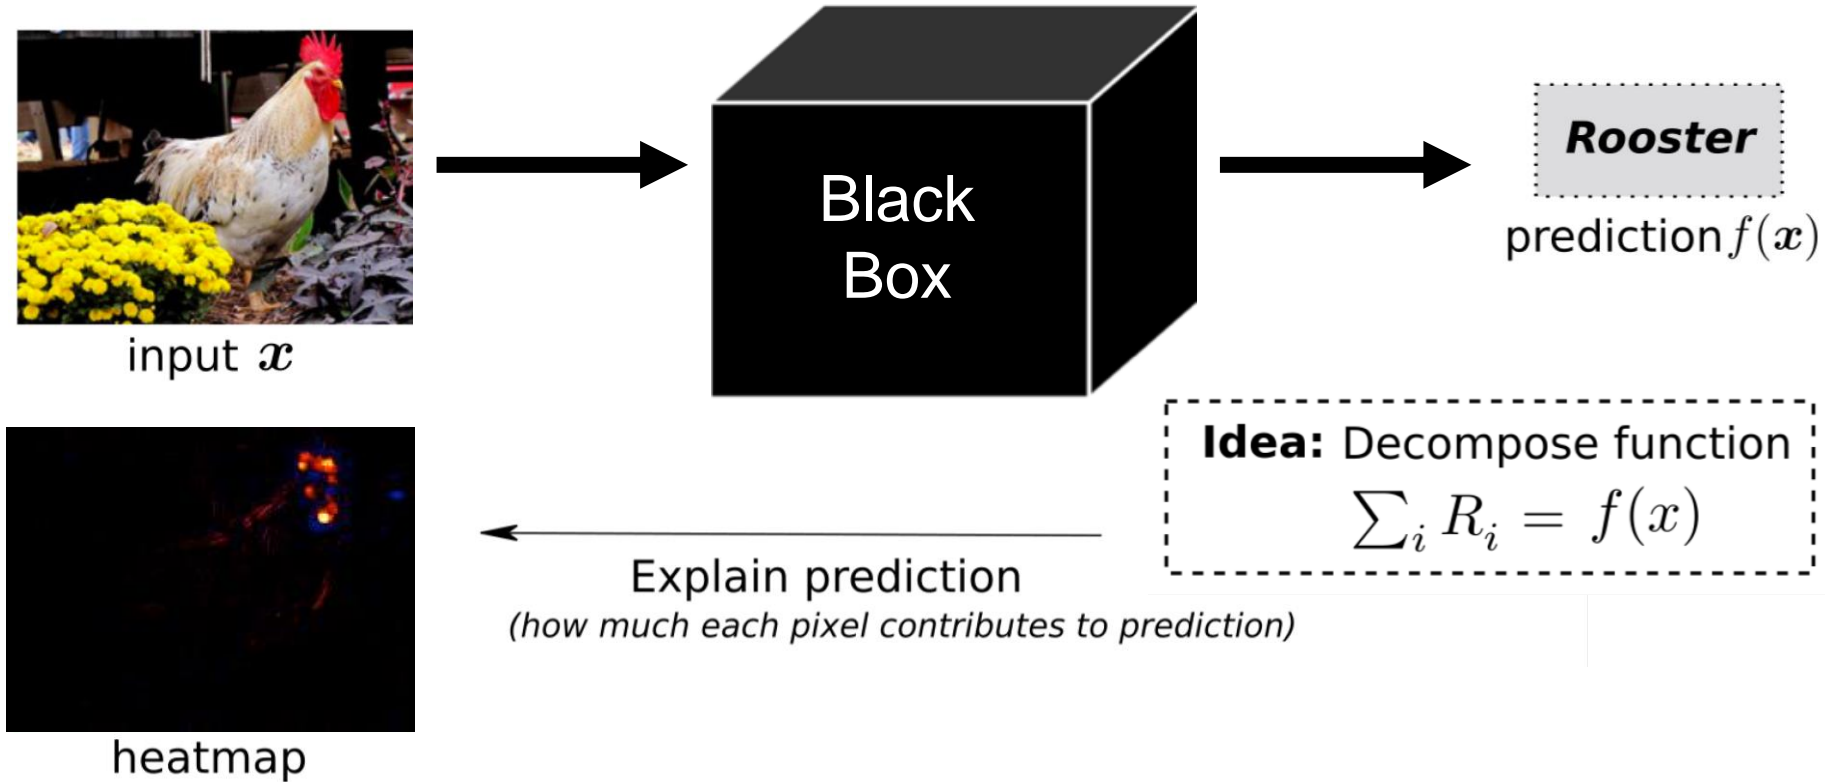 Black
Box
Rooster
prediction f(x)
input x
Idea: Decompose function
∑ᵢ Rᵢ = f(x)
Explain prediction
(how much each pixel contributes to prediction)
heatmap